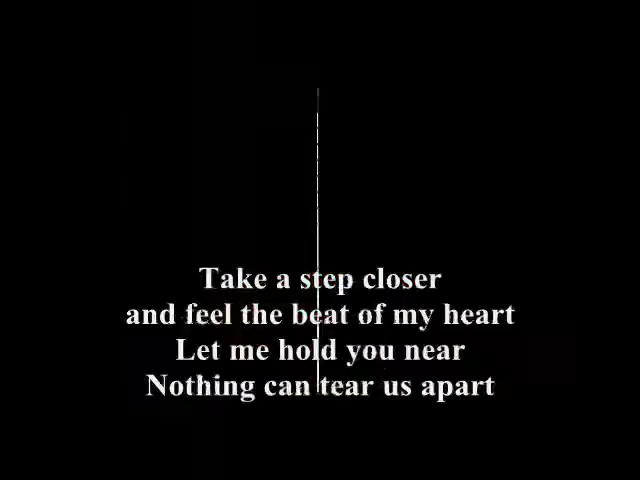 Take a step closer
and feel the beat of my heart
Let me hold you near
Nothing can tear us apart